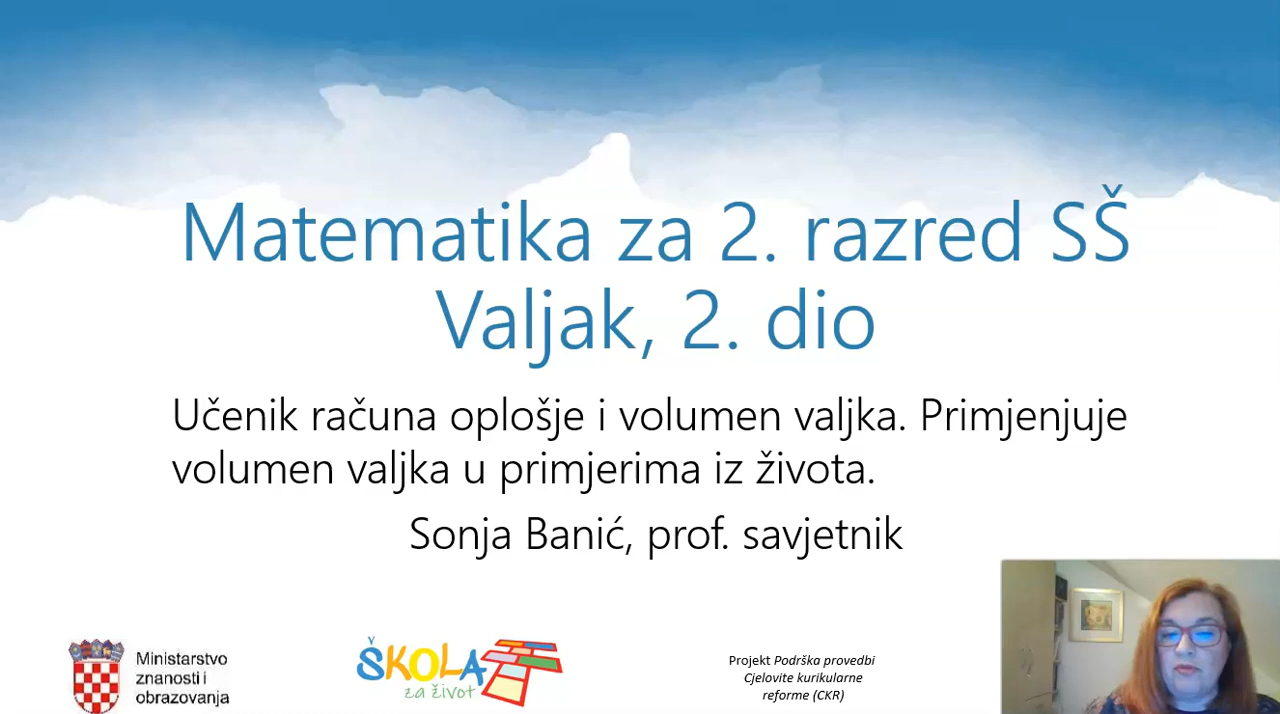 Matematika za 2. razred SŠ
Valjak, 2. dio
Učenik računa oplošje i volumen valjka. Primjenjuje
volumen valjka u primjerima iz života.
Sonja Banić, prof. savjetnik
Ministarstvo
znanosti i
obrazovanja
ŠKOLA
za život
Projekt Podrška provedbi
Cjelovite kurikularne
reforme (CKR)